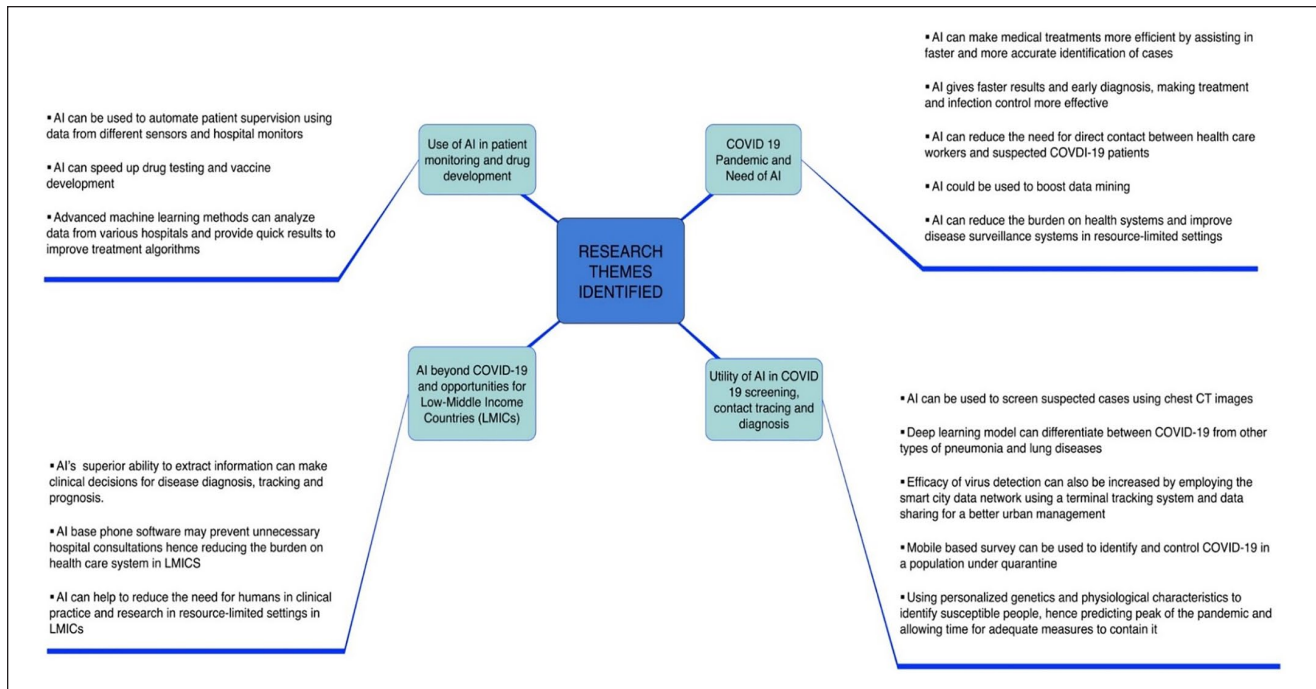 ▪ AI can be used to automate patient supervision using
data from different sensors and hospital monitors
▪ AI can speed up drug testing and vaccine
development
▪ Advanced machine learning methods can analyze
data from various hospitals and provide quick results to
improve treatment algorithms
Use of AI in patient
monitoring and drug
development
COVID 19
Pandemic and
Need of AI
▪ AI can make medical treatments more efficient by assisting in
faster and more accurate identification of cases
▪ AI gives faster results and early diagnosis, making treatment
and infection control more effective
▪ AI can reduce the need for direct contact between health care
workers and suspected COVDI-19 patients
▪ AI could be used to boost data mining
▪ AI can reduce the burden on health systems and improve
disease surveillance systems in resource-limited settings
RESEARCH
THEMES
IDENTIFIED
AI beyond COVID-19
and opportunities for
Low-Middle Income
Countries (LMICs)
Utility of AI in COVID
19 screening,
contact tracing and
diagnosis
▪ AI's superior ability to extract information can make
clinical decisions for disease diagnosis, tracking and
prognosis.
▪ AI base phone software may prevent unnecessary
hospital consultations hence reducing the burden on
health care system in LMICS
▪ AI can help to reduce the need for humans in clinical
practice and research in resource-limited settings in
LMICs
▪ AI can be used to screen suspected cases using chest CT images
▪ Deep learning model can differentiate between COVID-19 from other
types of pneumonia and lung diseases
▪ Efficacy of virus detection can also be increased by employing the
smart city data network using a terminal tracking system and data
sharing for a better urban management
▪ Mobile based survey can be used to identify and control COVID-19 in
a population under quarantine
▪ Using personalized genetics and physiological characteristics to
identify susceptible people, hence predicting peak of the pandemic and
allowing time for adequate measures to contain it